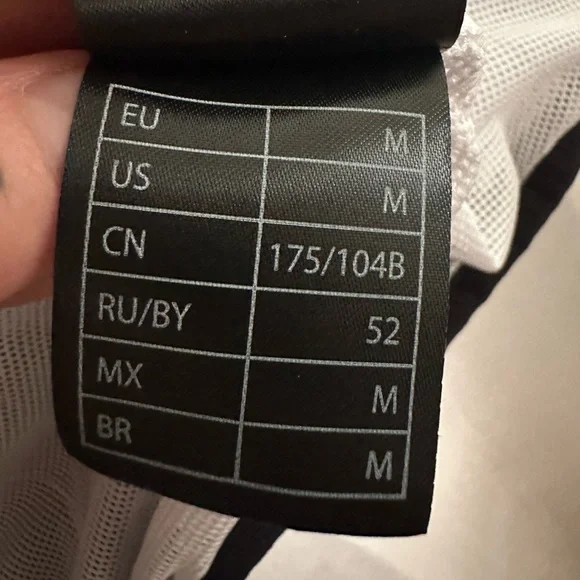 EU M
US M
CN 175/104B
RU/BY 52
MX M
BR M